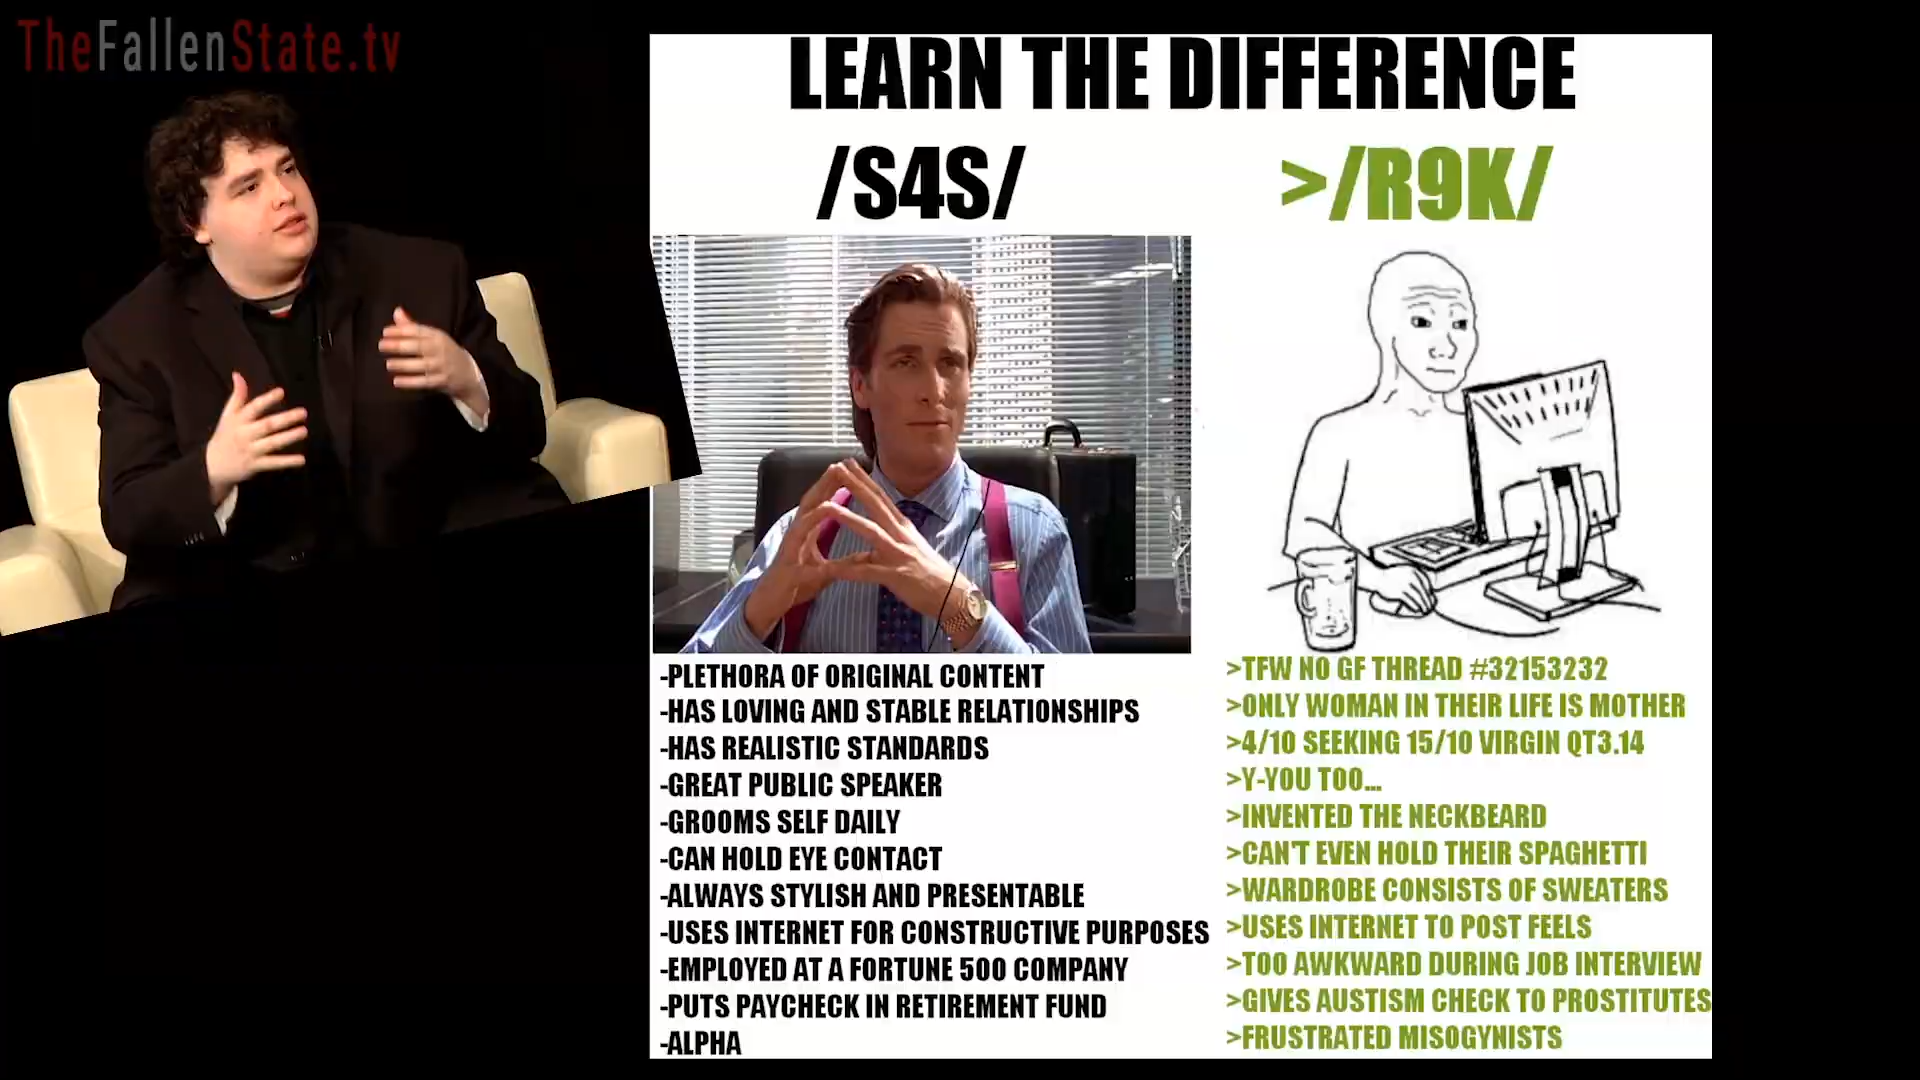 TheFallenState.tv
LEARN THE DIFFERENCE
/S4S/
>/R9K/
-PLETHORA OF ORIGINAL CONTENT
-HAS LOVING AND STABLE RELATIONSHIPS
-HAS REALISTIC STANDARDS
-GREAT PUBLIC SPEAKER
-GROOMS SELF DAILY
-CAN HOLD EYE CONTACT
-ALWAYS STYLISH AND PRESENTABLE
-USES INTERNET FOR CONSTRUCTIVE PURPOSES
-EMPLOYED AT A FORTUNE 500 COMPANY
-PUTS PAYCHECK IN RETIREMENT FUND
-ALPHA
>TFW NO GF THREAD #32153232
>ONLY WOMAN IN THEIR LIFE IS MOTHER
>4/10 SEEKING 15/10 VIRGIN QT3.14
>Y-YOU TOO...
>INVENTED THE NECKBEARD
>CAN'T EVEN HOLD THEIR SPAGHETTI
>WARDROBE CONSISTS OF SWEATERS
>USES INTERNET TO POST FEELS
>TOO AWKWARD DURING JOB INTERVIEW
>GIVES AUSTISM CHECK TO PROSTITUTES
>FRUSTRATED MISOGYNISTS